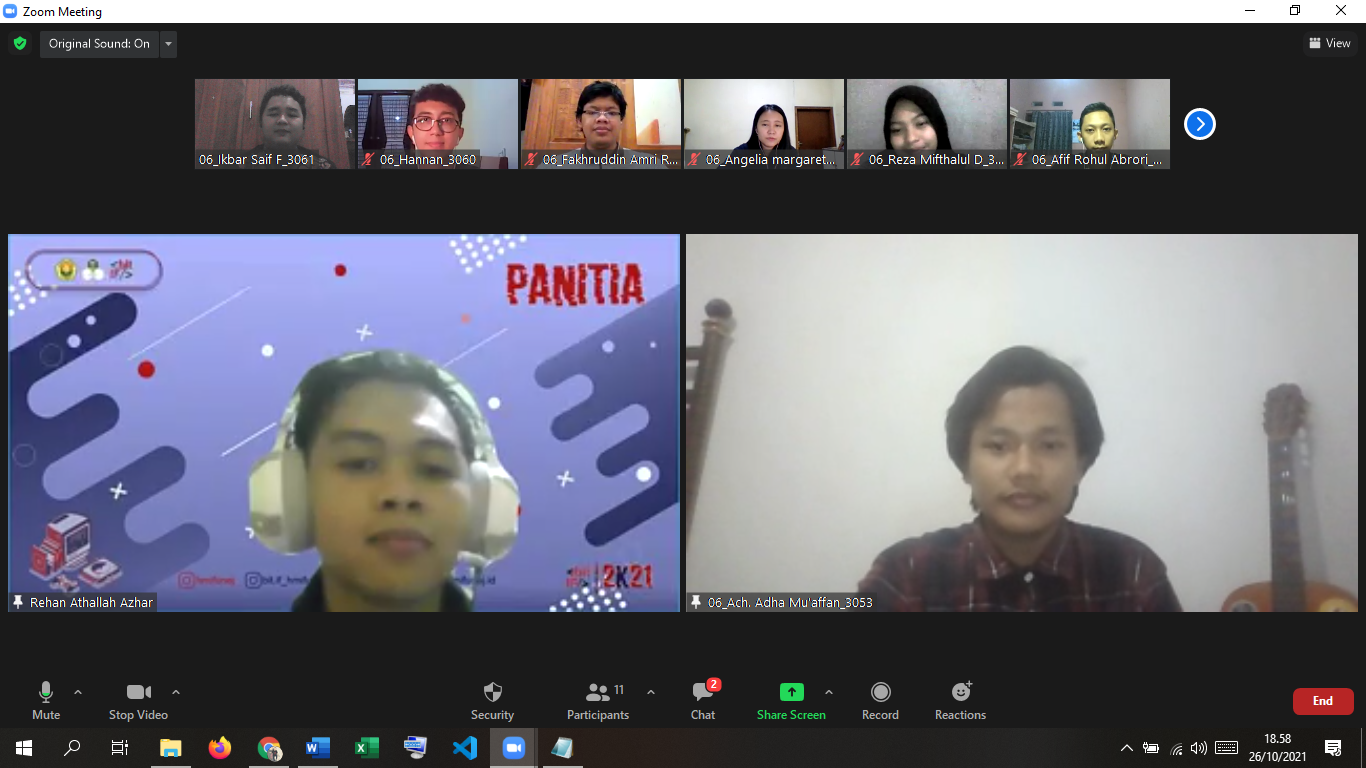 Zoom Meeting
Original Sound: On
View
06_Ikbar Saif F_3061
06_Hannan_3060
06_Fakhruddin Amri R...
06_Angelia margaret...
06_Reza Mifthalul D_3...
06_Afif Rohul Abrori_...
PANITIA
2K21
Rehan Athallah Azhar
06_Ach. Adha Mu'affan_3053
Mute
Stop Video
Security
Participants
11
Chat
2
Share Screen
Record
Reactions
End
18.58
26/10/2021